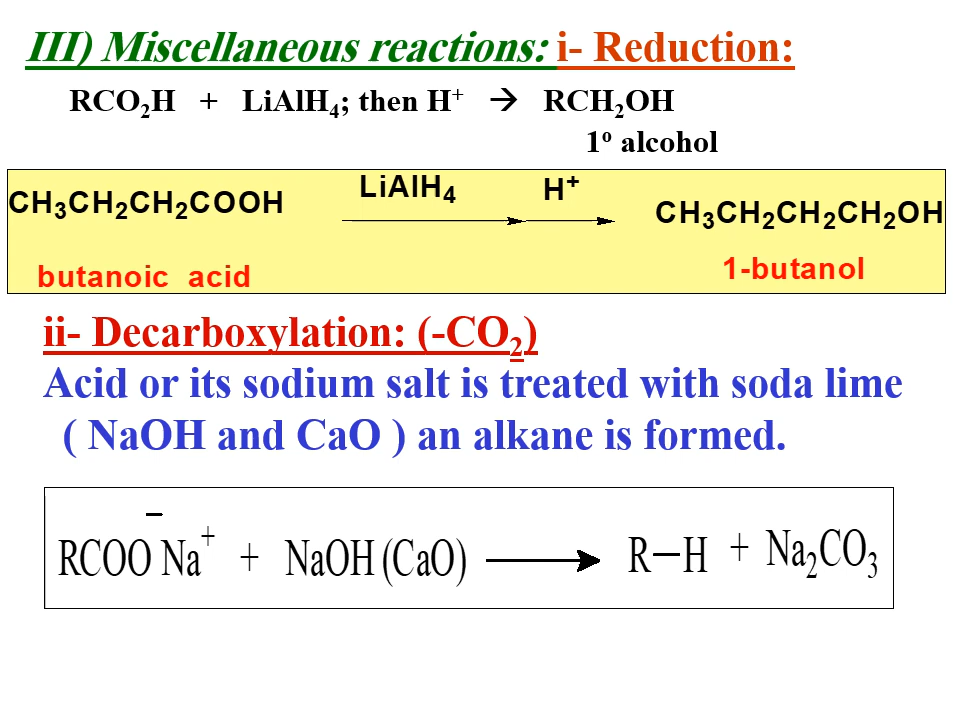 III) Miscellaneous reactions: i- Reduction:
RCO₂H + LiAlH₄; then H⁺ → RCH₂OH
1º alcohol
CH₃CH₂CH₂COOH LiAlH₄ H⁺ CH₃CH₂CH₂CH₂OH
butanoic acid 1-butanol
ii- Decarboxylation: (-CO₂)
Acid or its sodium salt is treated with soda lime
( NaOH and CaO ) an alkane is formed.
RCOO⁻ Na⁺ + NaOH (CaO) ⟶ R—H + Na₂CO₃